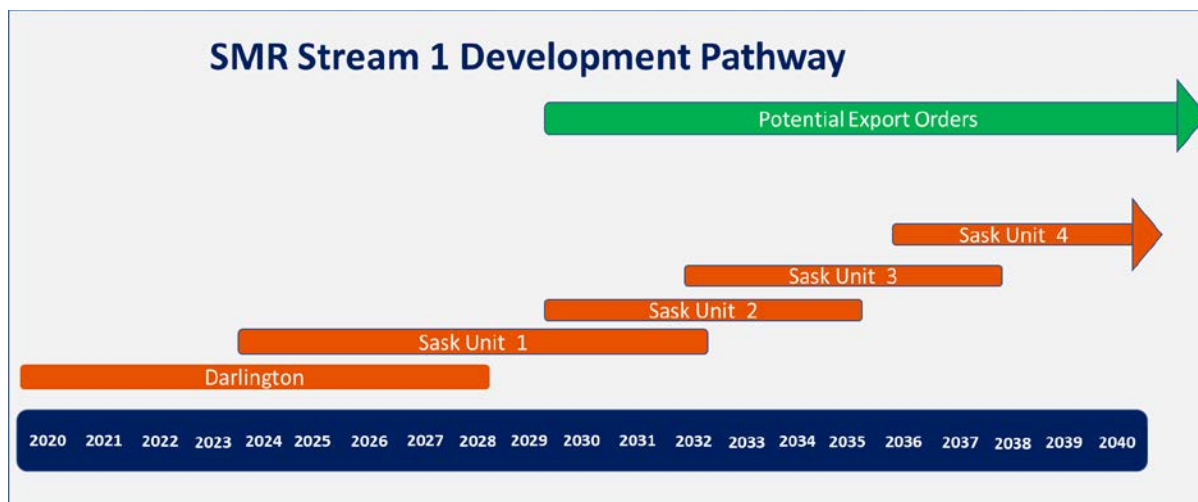 SMR Stream 1 Development Pathway
Potential Export Orders
Sask Unit 4
Sask Unit 3
Sask Unit 2
Sask Unit 1
Darlington
2020 2021 2022 2023 2024 2025 2026 2027 2028 2029 2030 2031 2032 2033 2034 2035 2036 2037 2038 2039 2040